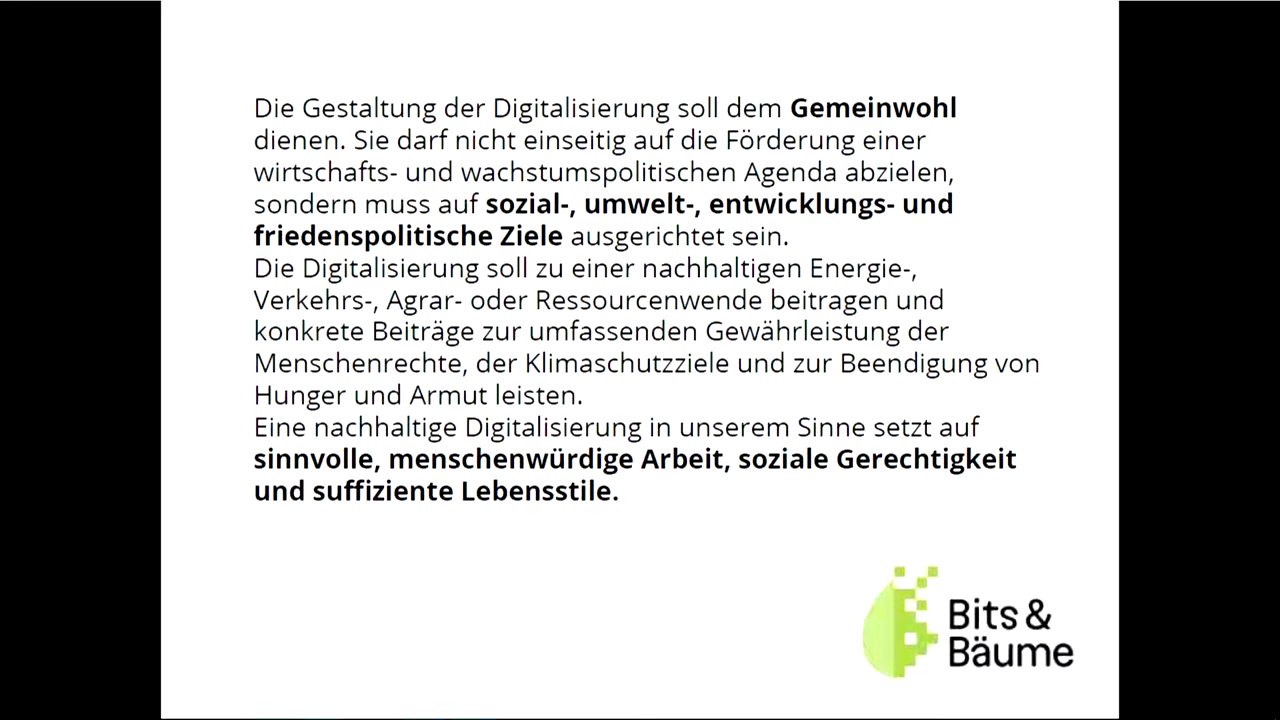 Die Gestaltung der Digitalisierung soll dem Gemeinwohl
dienen. Sie darf nicht einseitig auf die Förderung einer
wirtschafts- und wachstumspolitischen Agenda abzielen,
sondern muss auf sozial-, umwelt-, entwicklungs- und
friedenspolitische Ziele ausgerichtet sein.
Die Digitalisierung soll zu einer nachhaltigen Energie-,
Verkehrs-, Agrar- oder Ressourcenwende beitragen und
konkrete Beiträge zur umfassenden Gewährleistung der
Menschenrechte, der Klimaschutzziele und zur Beendigung von
Hunger und Armut leisten.
Eine nachhaltige Digitalisierung in unserem Sinne setzt auf
sinnvolle, menschenwürdige Arbeit, soziale Gerechtigkeit
und suffiziente Lebensstile.
Bits &
Bäume